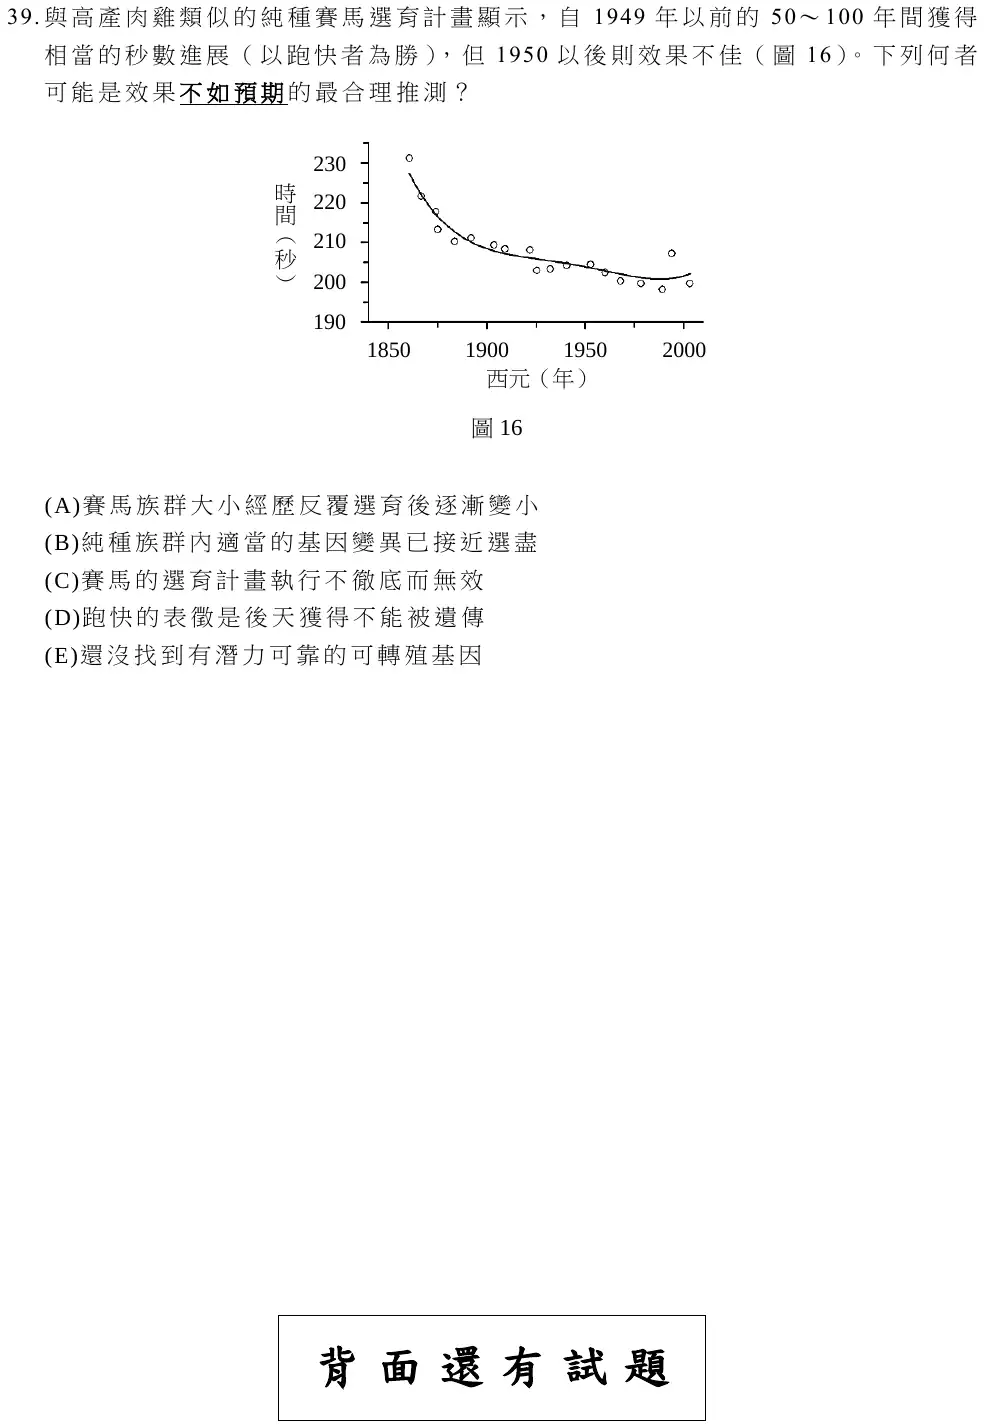 39.與高產肉雞類似的純種賽馬選育計畫顯示，自 1949 年以前的 50～100 年間獲得
相當的秒數進展（以跑快者為勝），但 1950 以後則效果不佳（圖 16）。下列何者
可能是效果不如預期的最合理推測？
230
220
210
200
190
時間（秒）
1850 1900 1950 2000
西元（年）
圖 16
(A)賽馬族群大小經歷反覆選育後逐漸變小
(B)純種族群內適當的基因變異已接近選盡
(C)賽馬的選育計畫執行不徹底而無效
(D)跑快的表徵是後天獲得不能被遺傳
(E)還沒找到有潛力可靠的可轉殖基因
背面還有試題